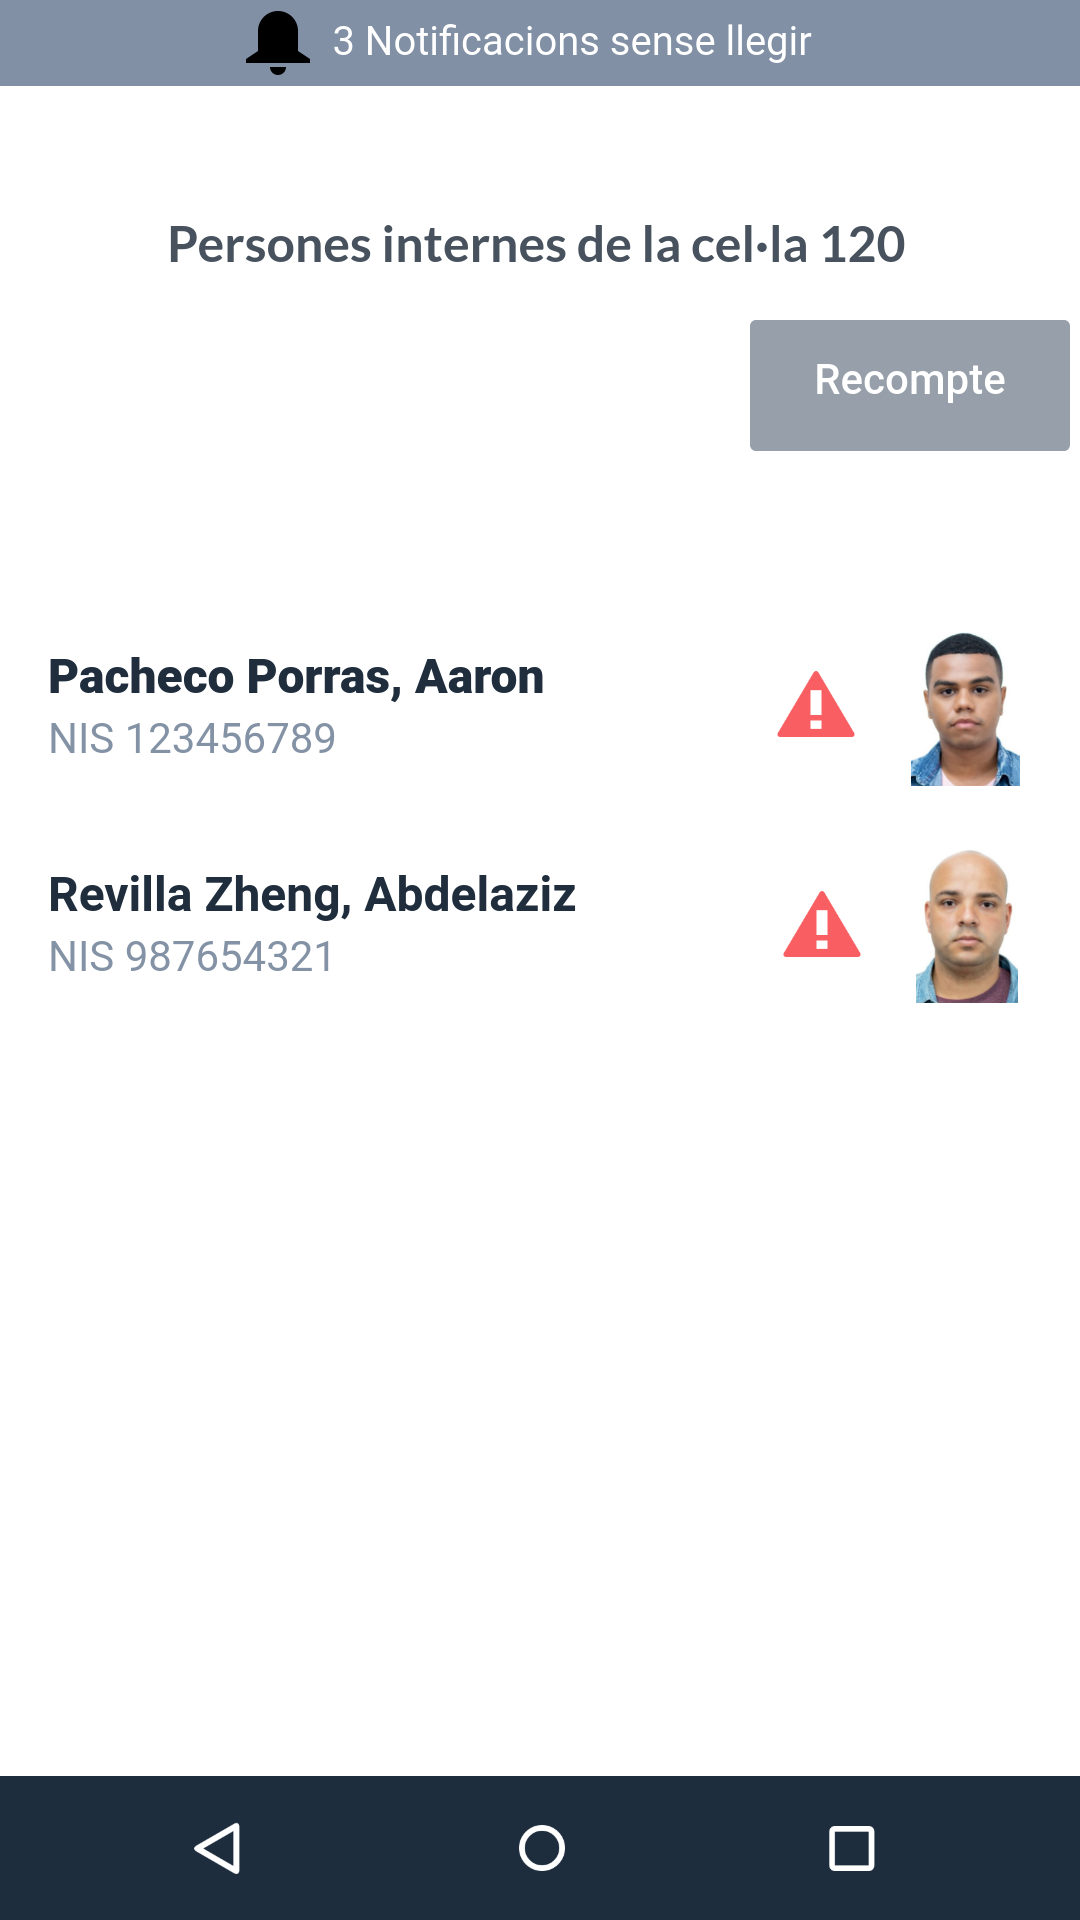 3 Notificacions sense llegir
Persones internes de la cel·la 120
Recompte
Pacheco Porras, Aaron
NIS 123456789
Revilla Zheng, Abdelaziz
NIS 987654321